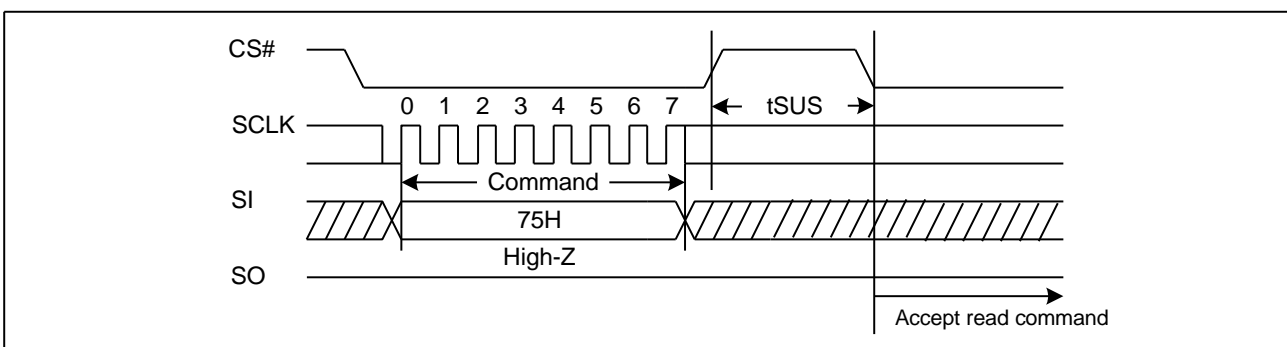 CS#
0 1 2 3 4 5 6 7
tSUS
SCLK
Command
SI
75H
High-Z
SO
Accept read command